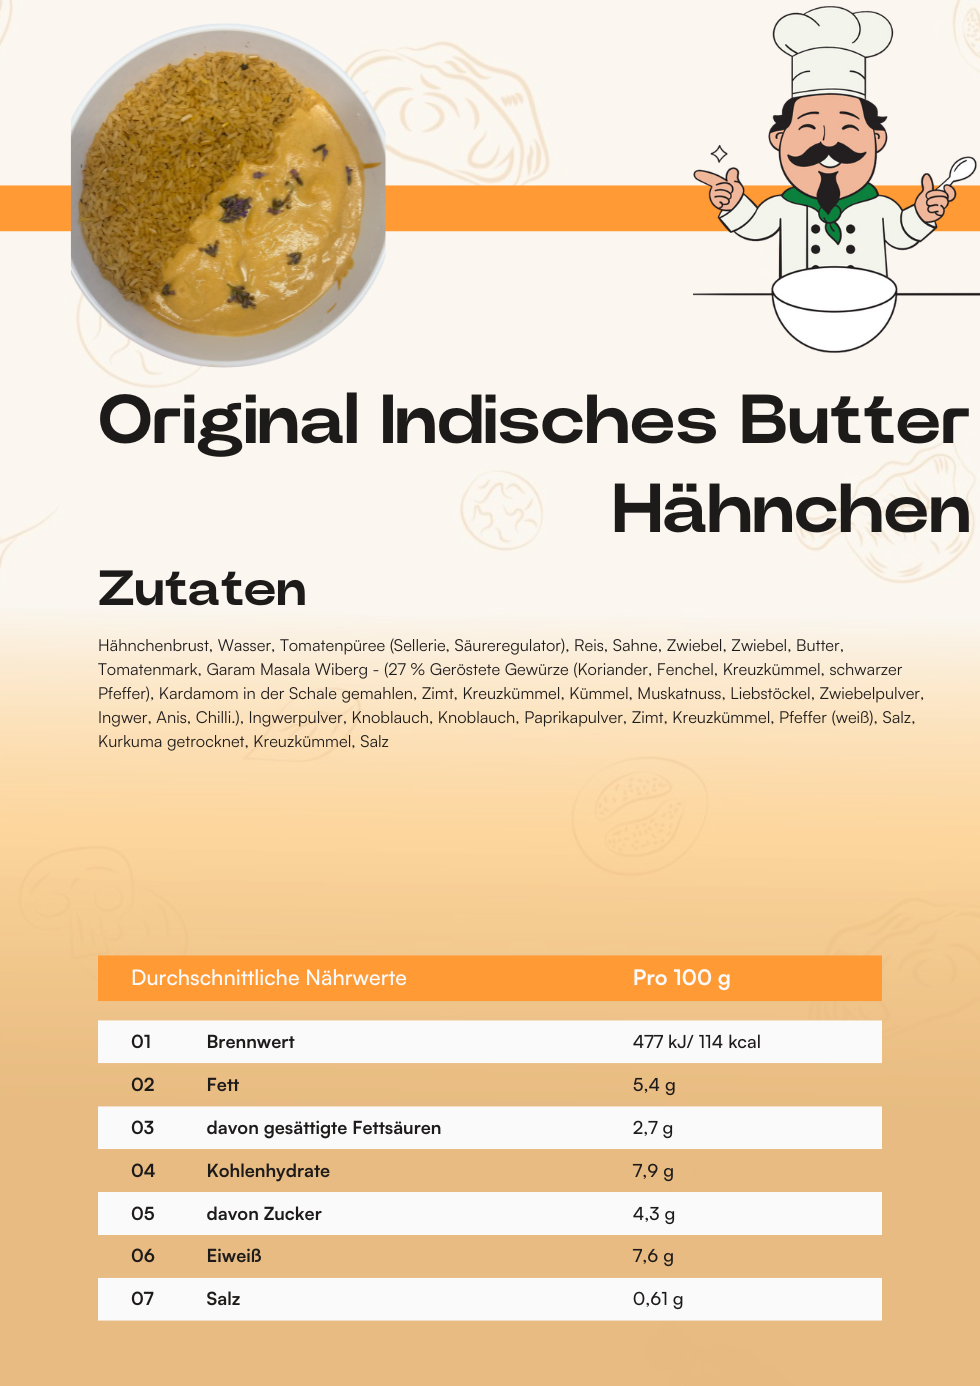 Original Indisches Butter
Hähnchen
Zutaten
Hähnchenbrust, Wasser, Tomatenpüree (Sellerie, Säureregulator), Reis, Sahne, Zwiebel, Zwiebel, Butter,
Tomatenmark, Garam Masala Wiberg - (27 % Geröstete Gewürze (Koriander, Fenchel, Kreuzkümmel, schwarzer
Pfeffer), Kardamom in der Schale gemahlen, Zimt, Kreuzkümmel, Kümmel, Muskatnuss, Liebstöckel, Zwiebelpulver,
Ingwer, Anis, Chilli.), Ingwerpulver, Knoblauch, Knoblauch, Paprikapulver, Zimt, Kreuzkümmel, Pfeffer (weiß), Salz,
Kurkuma getrocknet, Kreuzkümmel, Salz
Durchschnittliche Nährwerte Pro 100 g
01 Brennwert 477 kJ/ 114 kcal
02 Fett 5,4 g
03 davon gesättigte Fettsäuren 2,7 g
04 Kohlenhydrate 7,9 g
05 davon Zucker 4,3 g
06 Eiweiß 7,6 g
07 Salz 0,61 g